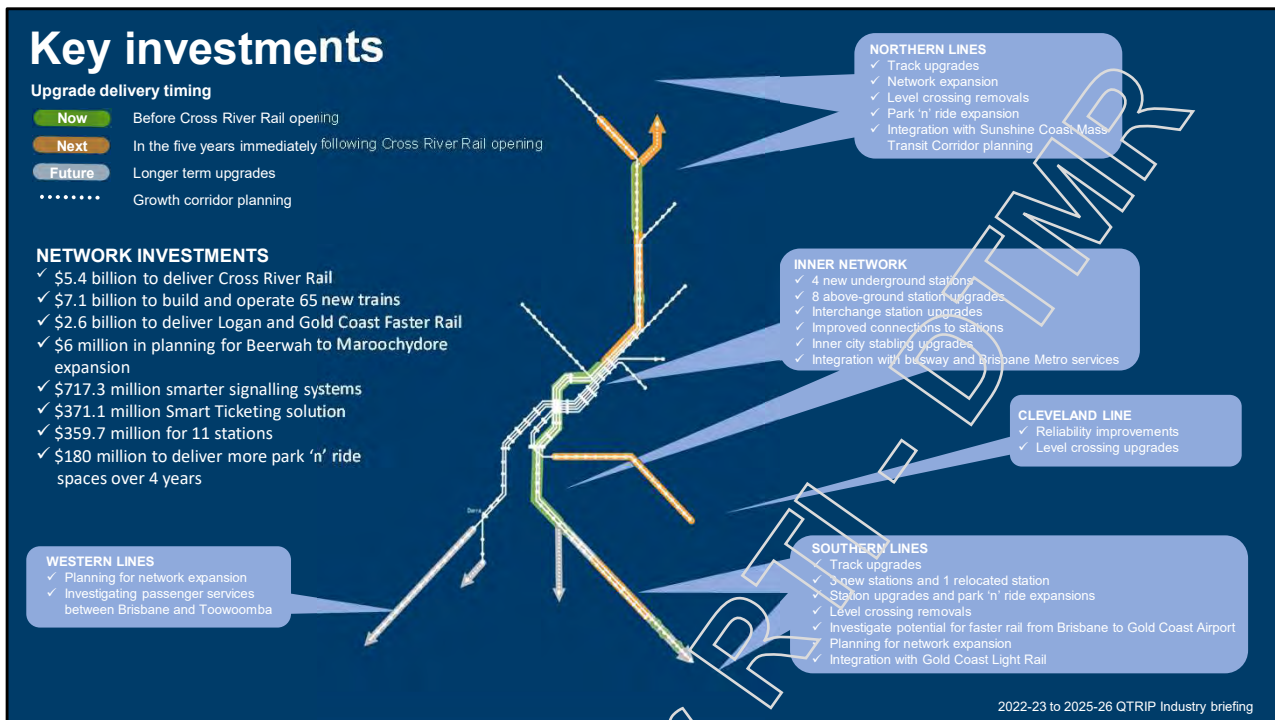 Key investments
Upgrade delivery timing
Now Before Cross River Rail opening
Next In the five years immediately following Cross River Rail opening
Future Longer term upgrades
Growth corridor planning
NETWORK INVESTMENTS
✓ $5.4 billion to deliver Cross River Rail
✓ $7.1 billion to build and operate 65 new trains
✓ $2.6 billion to deliver Logan and Gold Coast Faster Rail
✓ $6 million in planning for Beerwah to Maroochydore
expansion
✓ $717.3 million smarter signalling systems
✓ $371.1 million Smart Ticketing solution
✓ $359.7 million for 11 stations
✓ $180 million to deliver more park ‘n’ ride
spaces over 4 years
NORTHERN LINES
✓ Track upgrades
✓ Network expansion
✓ Level crossing removals
✓ Park ‘n’ ride expansion
✓ Integration with Sunshine Coast Mass
Transit Corridor planning
INNER NETWORK
✓ 4 new underground stations
✓ 8 above-ground station upgrades
✓ Interchange station upgrades
✓ Improved connections to stations
✓ Inner city stabling upgrades
✓ Integration with busway and Brisbane Metro services
CLEVELAND LINE
✓ Reliability improvements
✓ Level crossing upgrades
WESTERN LINES
✓ Planning for network expansion
✓ Investigating passenger services
between Brisbane and Toowoomba
SOUTHERN LINES
✓ Track upgrades
✓ 3 new stations and 1 relocated station
✓ Station upgrades and park ‘n’ ride expansions
✓ Level crossing removals
✓ Investigate potential for faster rail from Brisbane to Gold Coast Airport
✓ Planning for network expansion
✓ Integration with Gold Coast Light Rail
RTI - DTMR
2022-23 to 2025-26 QTRIP Industry briefing